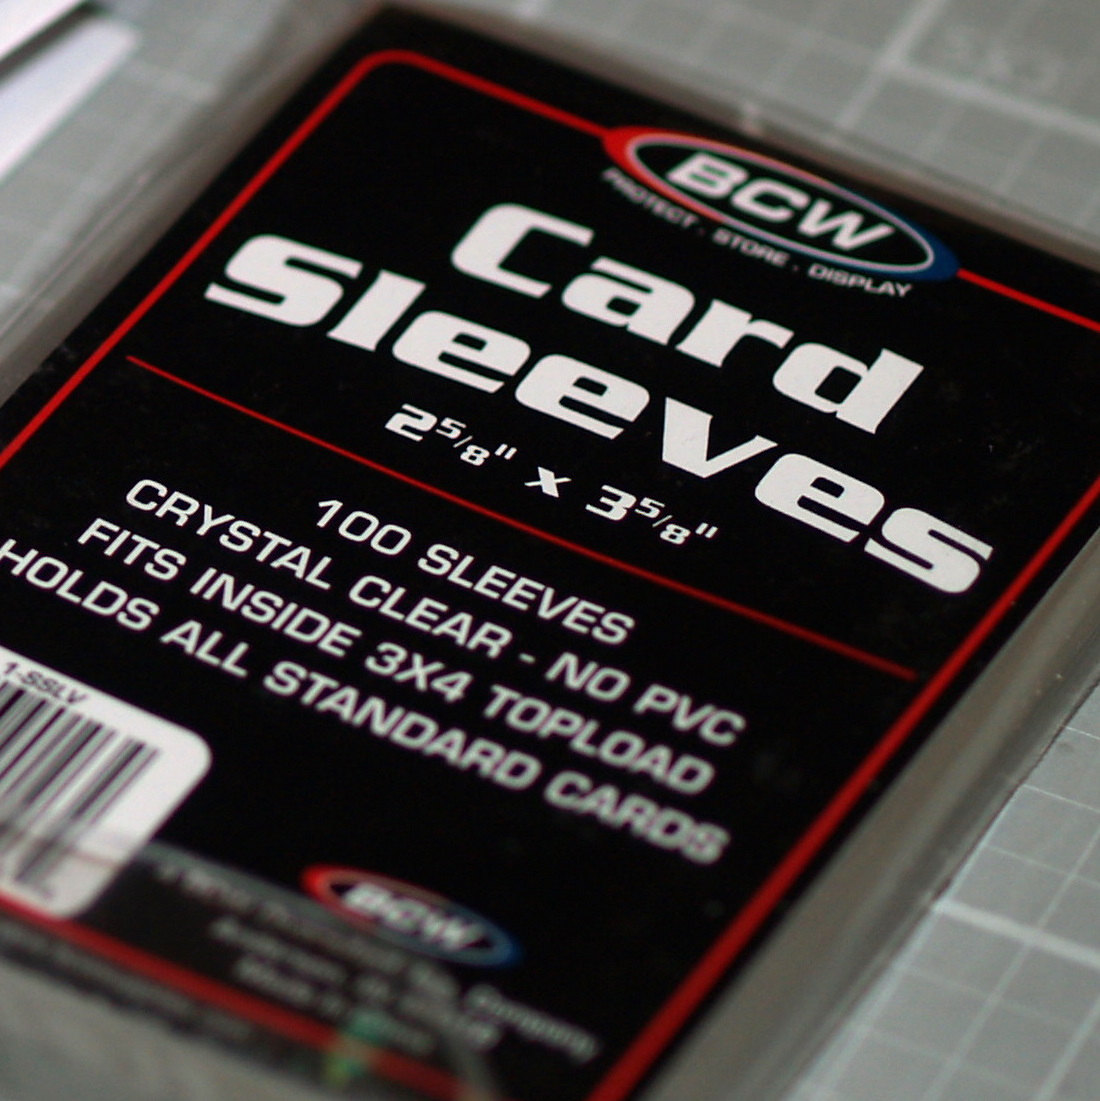 BCW
PROTECT . STORE . DISPLAY
Card
Sleeves
2 5/8" x 3 5/8"
100 SLEEVES
CRYSTAL CLEAR - NO PVC
FITS INSIDE 3X4 TOPLOAD
HOLDS ALL STANDARD CARDS
1-SSLV
BCW
Company